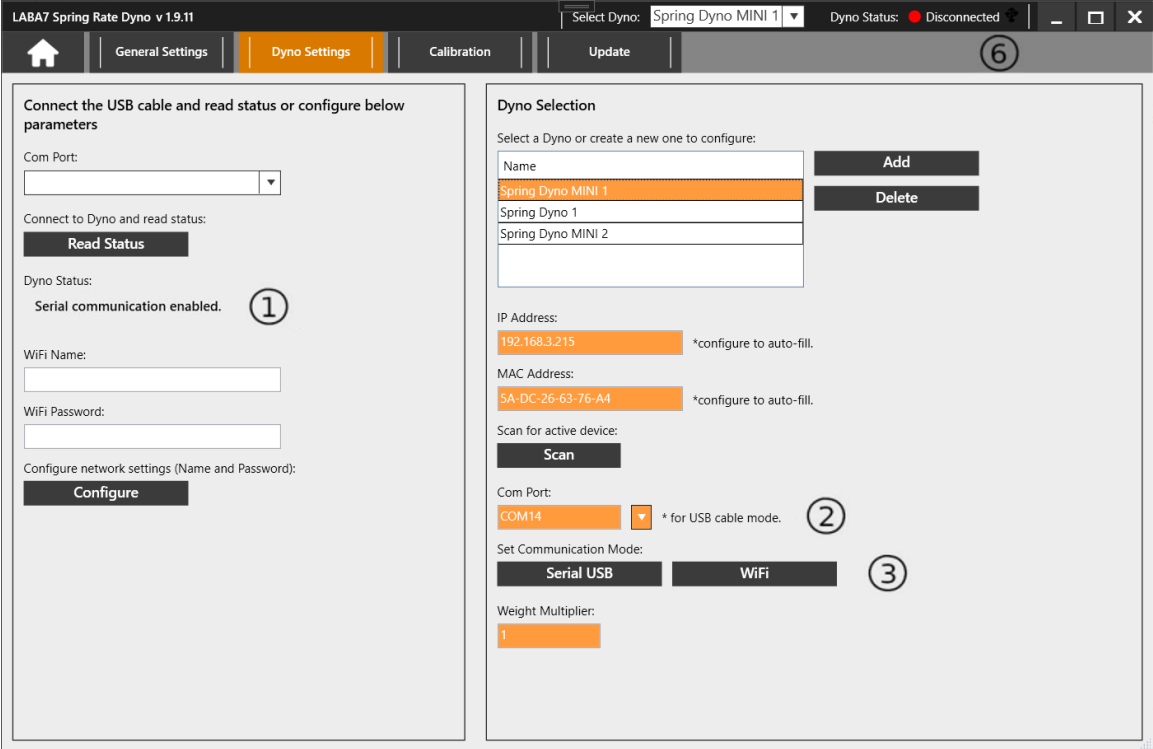 LABA7 Spring Rate Dyno v 1.9.11
Select Dyno: Spring Dyno MINI 1
Dyno Status: Disconnected
General Settings
Dyno Settings
Calibration
Update
6
Connect the USB cable and read status or configure below
parameters
Com Port:
Connect to Dyno and read status:
Read Status
Dyno Status:
Serial communication enabled.
1
WiFi Name:
WiFi Password:
Configure network settings (Name and Password):
Configure
Dyno Selection
Select a Dyno or create a new one to configure:
Name
Spring Dyno MINI 1
Spring Dyno 1
Spring Dyno MINI 2
Add
Delete
IP Address:
192.168.3.215 *configure to auto-fill.
MAC Address:
5A-DC-26-63-76-A4 *configure to auto-fill.
Scan for active device:
Scan
Com Port:
COM14 * for USB cable mode.
2
Set Communication Mode:
Serial USB
WiFi
3
Weight Multiplier:
1